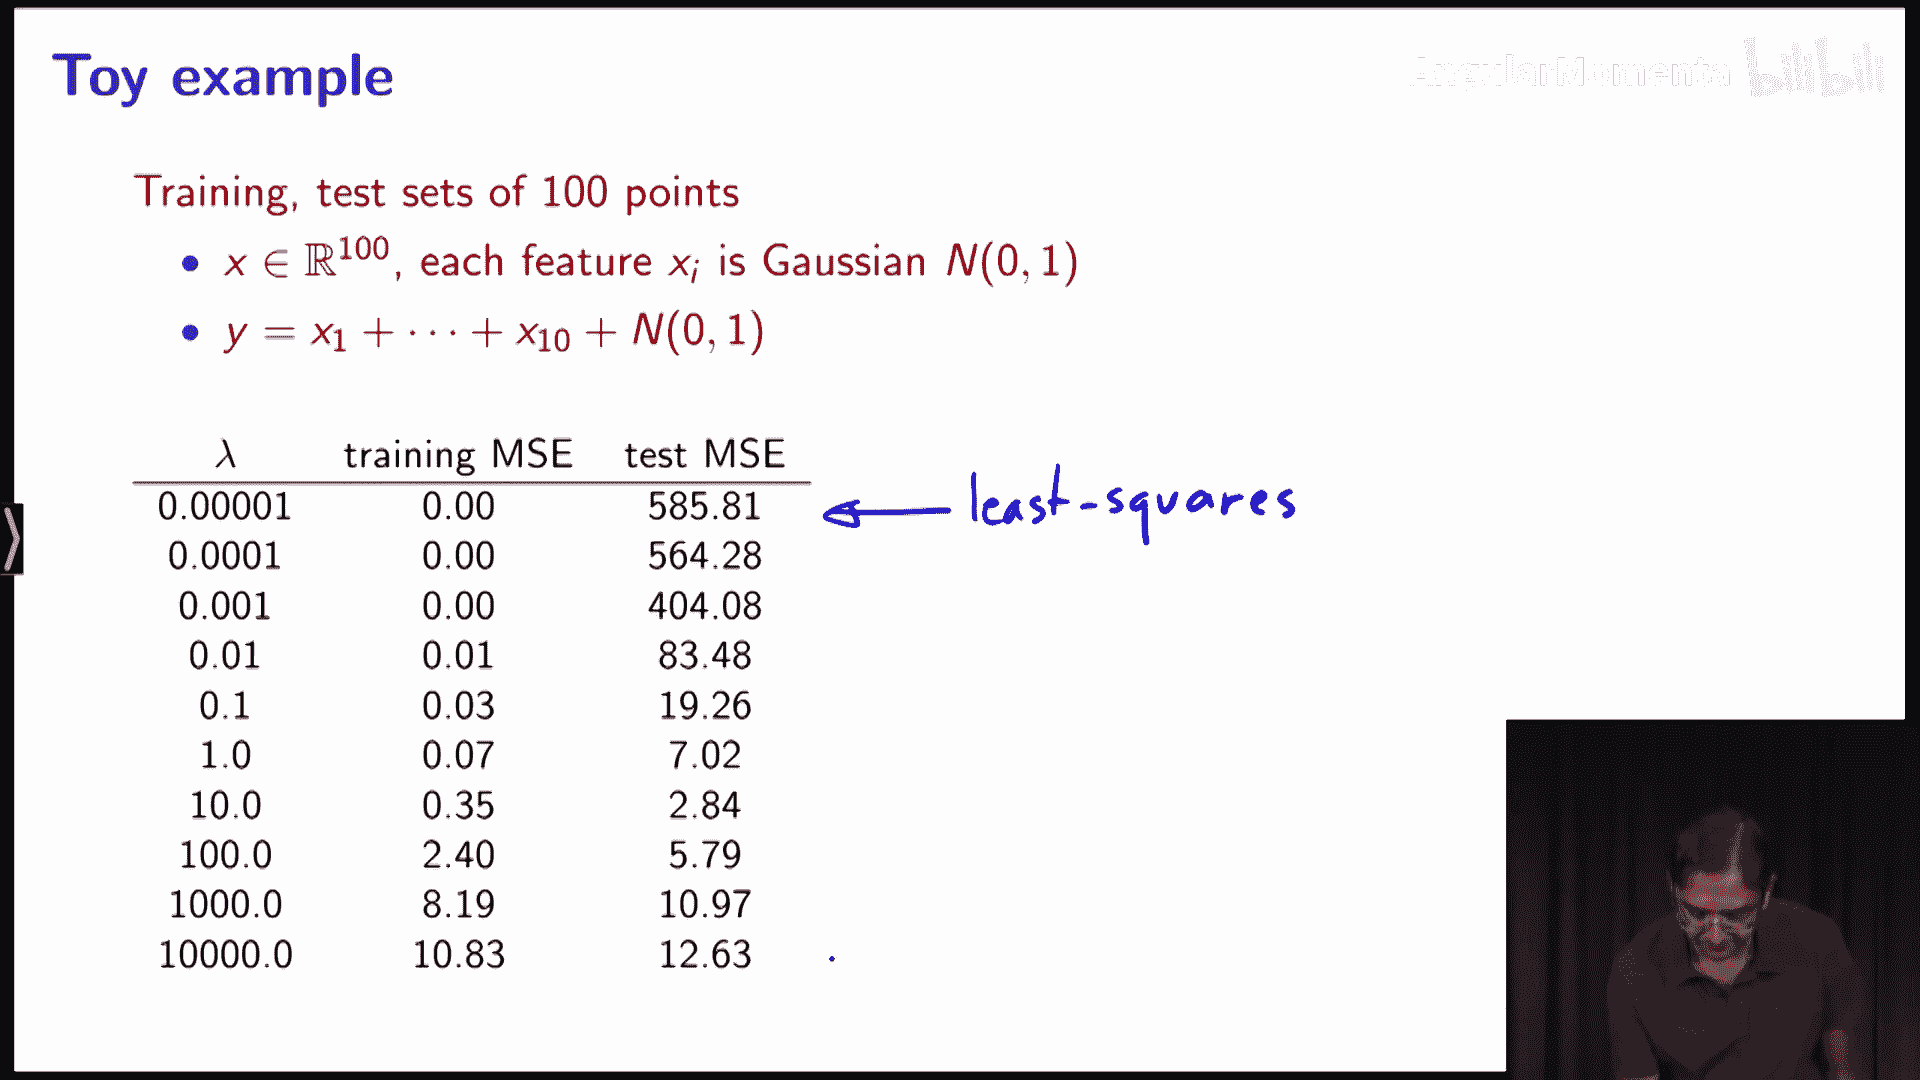 AngularMomenta bilibili
Toy example
Training, test sets of 100 points
• x ∈ ℝ¹⁰⁰, each feature xᵢ is Gaussian N(0, 1)
• y = x₁ + ··· + x₁₀ + N(0, 1)
λ training MSE test MSE
0.00001 0.00 585.81 ← least-squares
0.0001 0.00 564.28
0.001 0.00 404.08
0.01 0.01 83.48
0.1 0.03 19.26
1.0 0.07 7.02
10.0 0.35 2.84
100.0 2.40 5.79
1000.0 8.19 10.97
10000.0 10.83 12.63